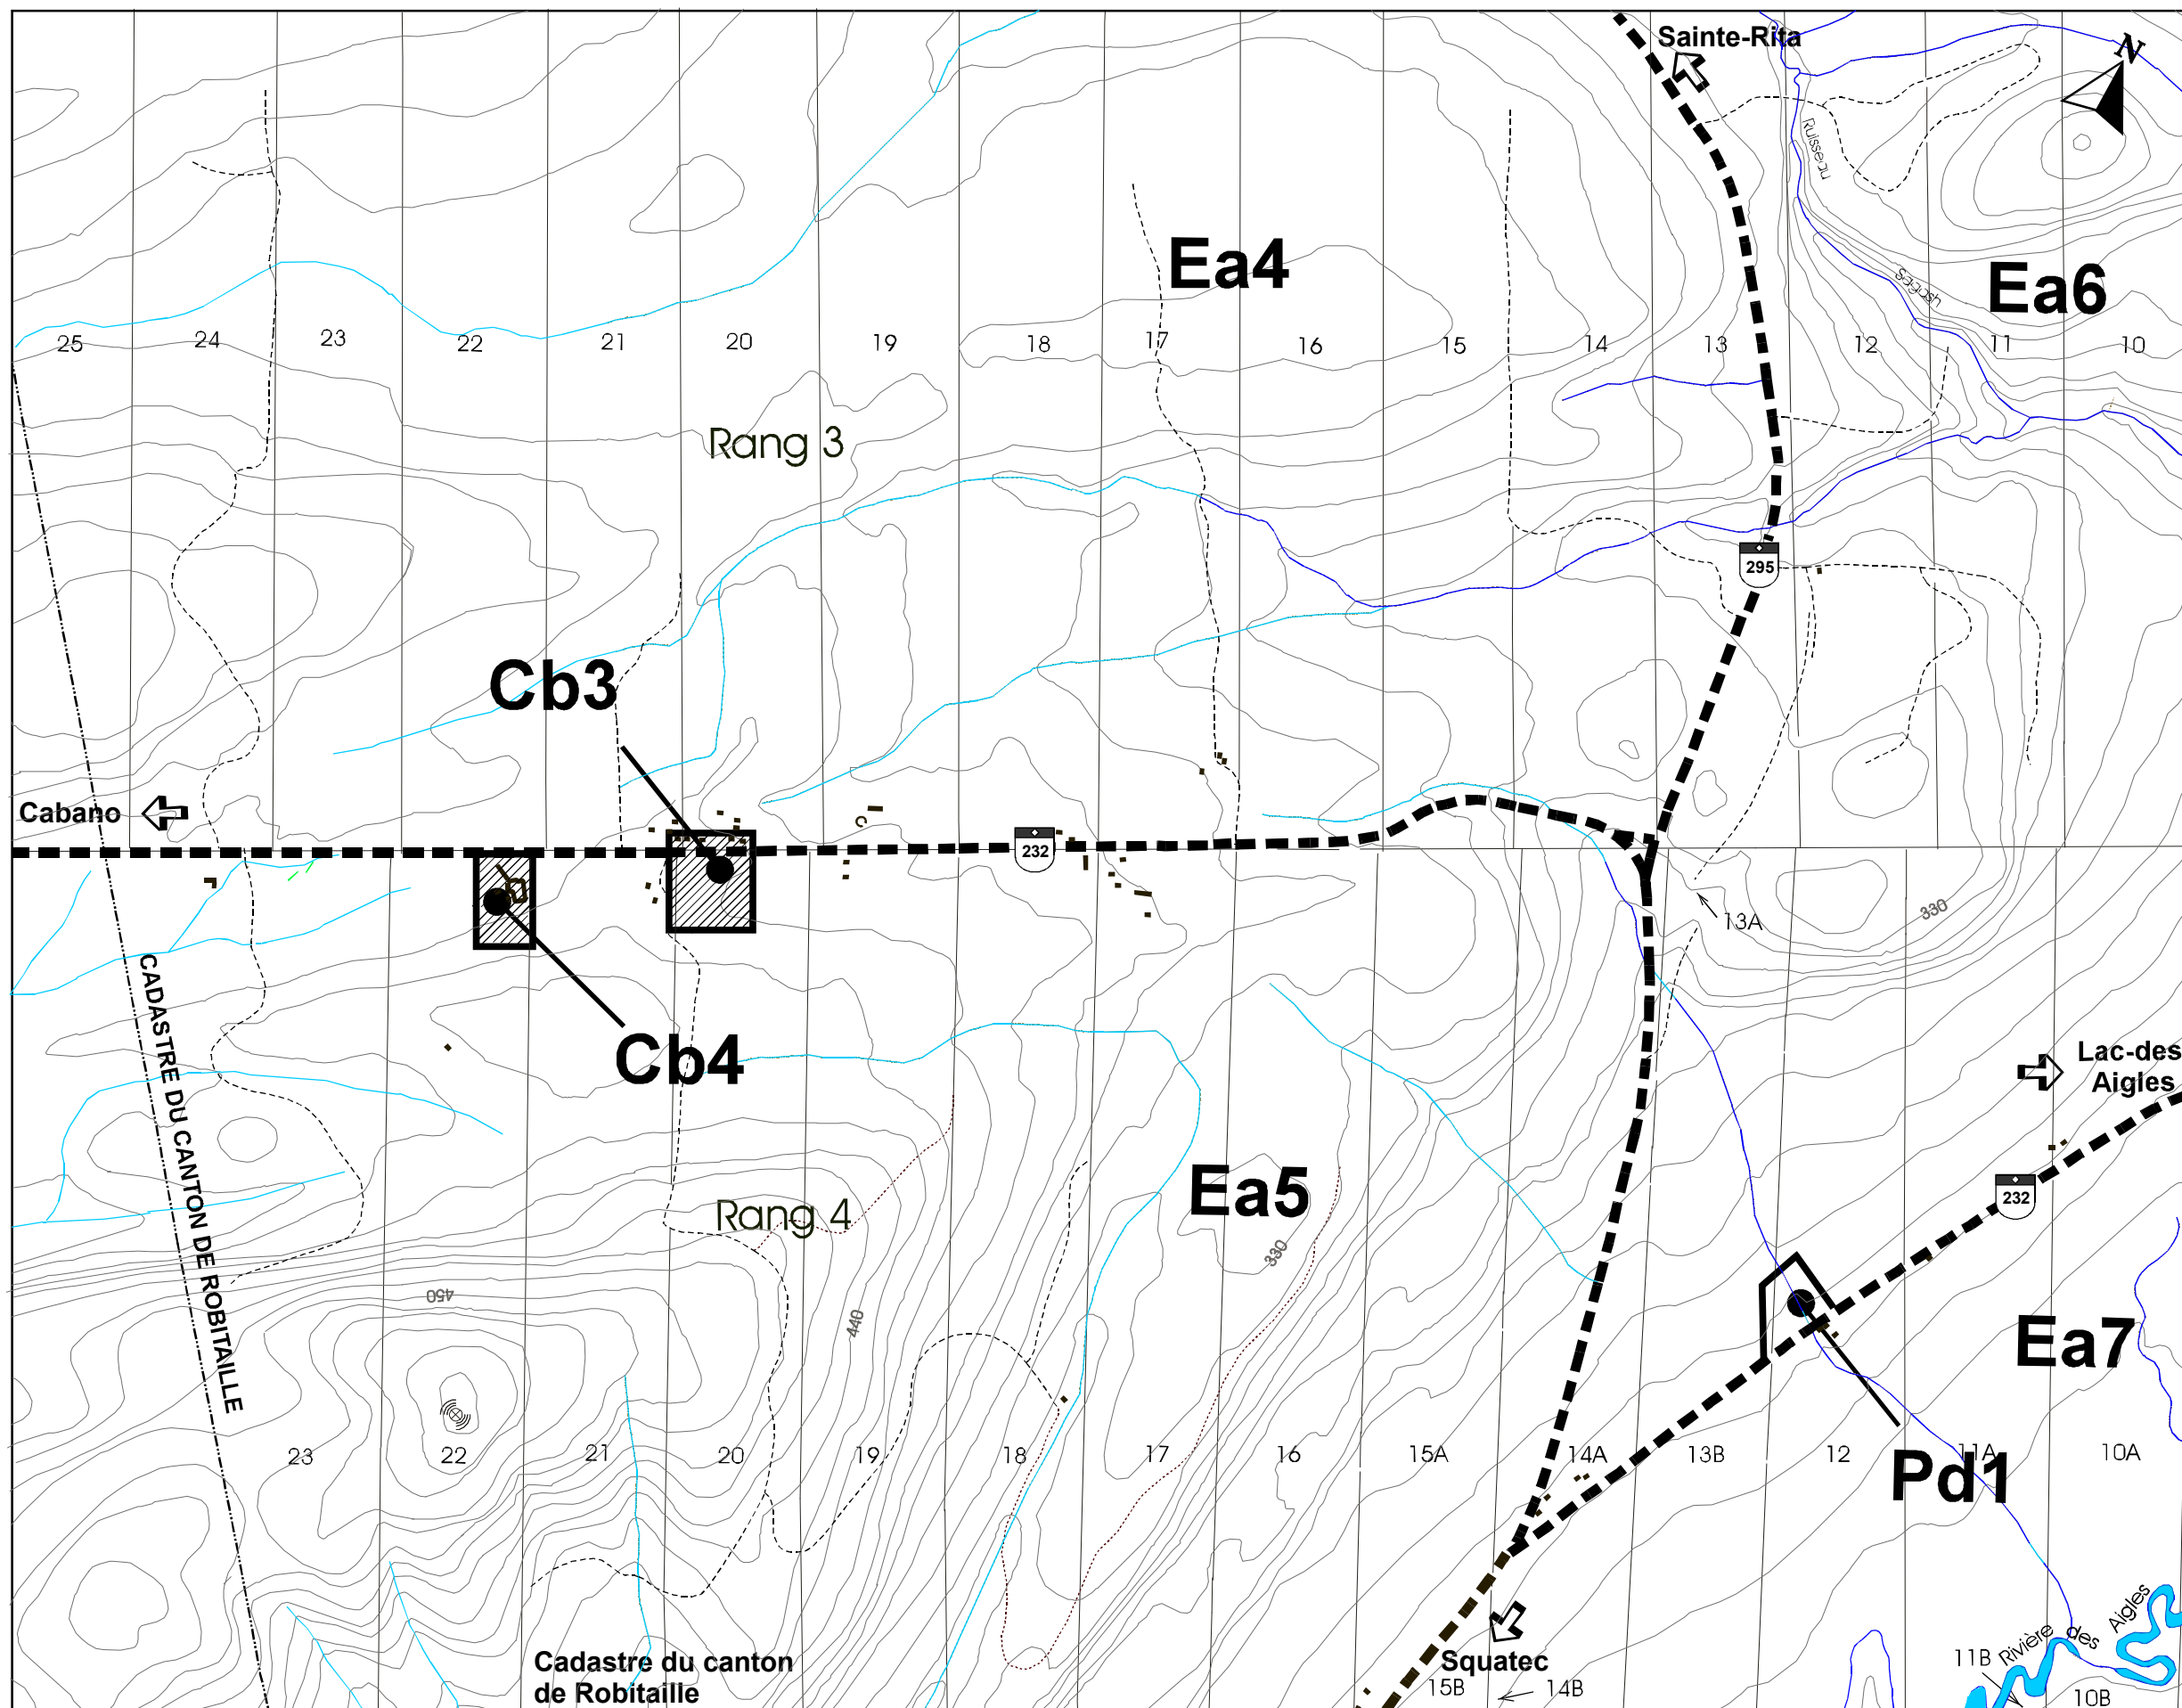 Sainte-Rita
N
Ruisseau
Ea4
Sagash
Ea6
25
24
23
22
21
20
19
18
17
16
15
14
13
12
11
10
Rang 3
295
Cb3
Cabano
232
13A
330
CADASTRE DU CANTON DE ROBITAILLE
Cb4
Lac-des
Aigles
Ea5
232
Rang 4
330
450
440
Ea7
23
22
21
20
19
18
17
16
15A
14A
13B
12
11A
10A
Pd1
Rivière des Aigles
Cadastre du canton
de Robitaille
Squatec
15B
14B
11B
10B